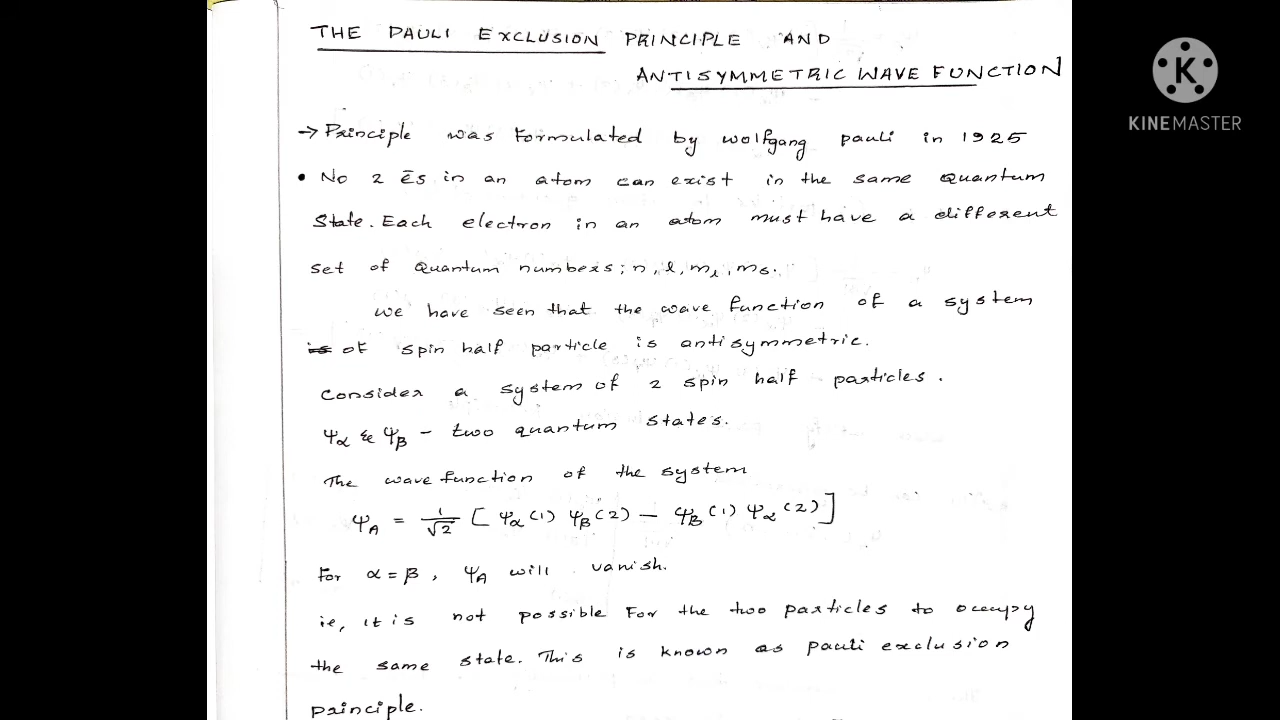 THE PAULI EXCLUSION PRINCIPLE AND
ANTISYMMETRIC WAVE FUNCTION
→ Principle was formulated by wolfgang pauli in 1925
• No 2 ēs in an atom can exist in the same quantum
state. Each electron in an atom must have a different
set of quantum numbers; n, l, mₗ, mₛ.
we have seen that the wave function of a system
is of spin half particle is antisymmetric.
Consider a system of 2 spin half particles.
Ψα & Ψβ - two quantum states.
The wave function of the system
Ψ_A = 1/√2 [ Ψα(1) Ψβ(2) – Ψβ(1) Ψα(2) ]
For α = β, Ψ_A will vanish.
ie, it is not possible for the two particles to occupy
the same state. This is known as pauli exclusion
principle.
K
KINEMASTER